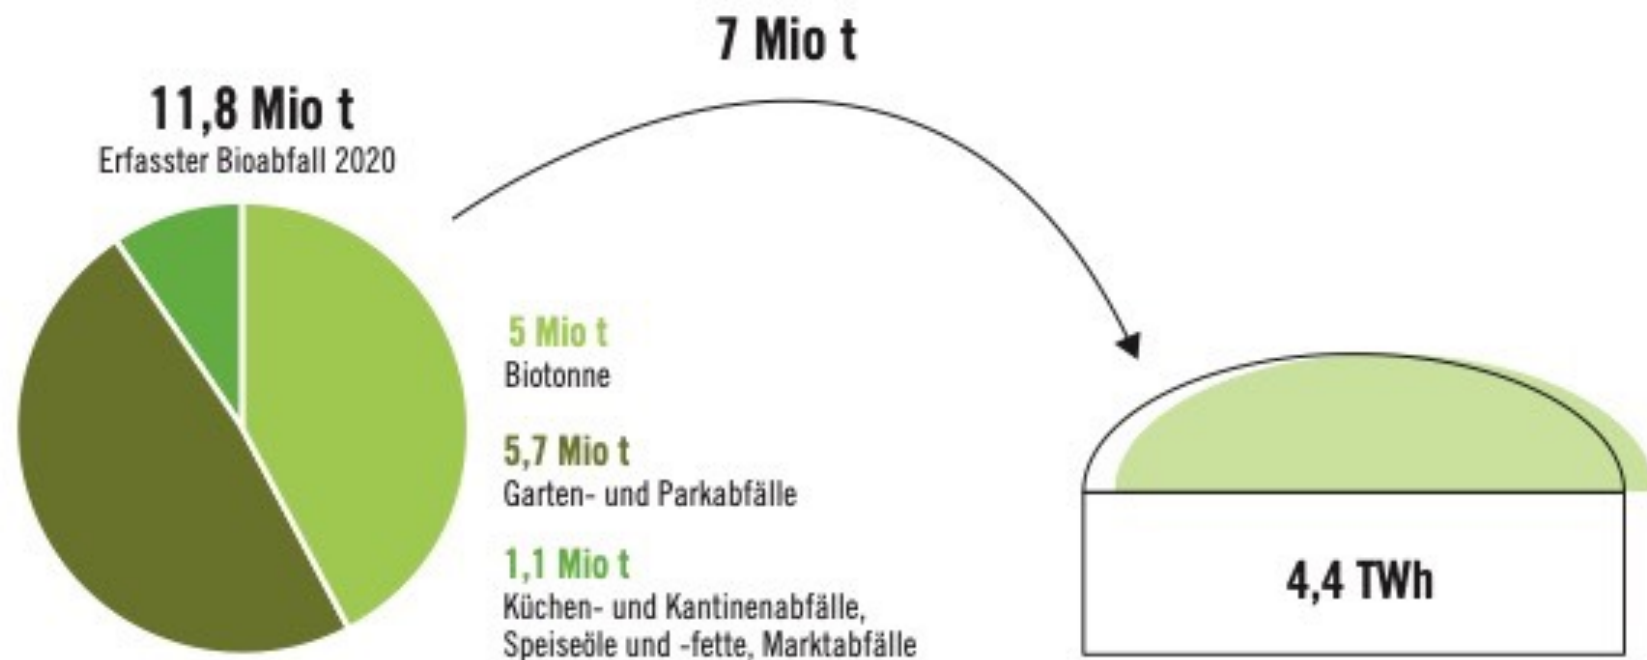 7 Mio t
11,8 Mio t
Erfasster Bioabfall 2020
5 Mio t
Biotonne
5,7 Mio t
Garten- und Parkabfälle
1,1 Mio t
Küchen- und Kantinenabfälle,
Speiseöle und -fette, Marktabfälle
4,4 TWh